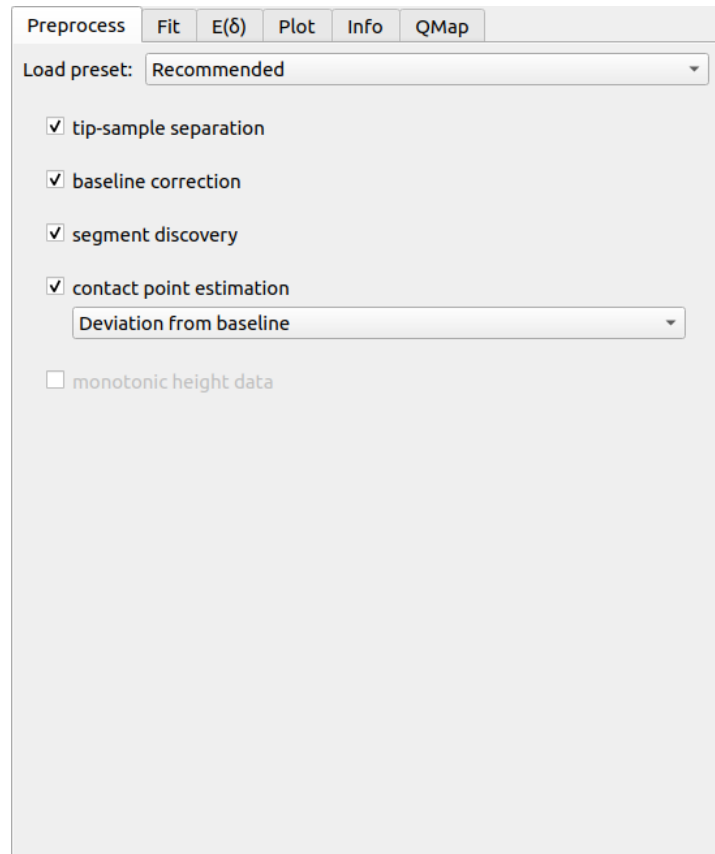 Preprocess Fit E(δ) Plot Info QMap
Load preset: Recommended
tip-sample separation
baseline correction
segment discovery
contact point estimation
Deviation from baseline
monotonic height data